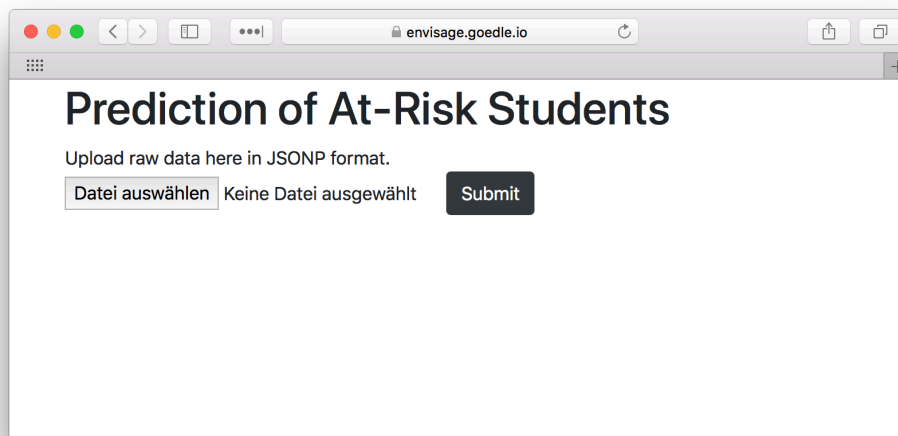 envisage.goedle.io
Prediction of At-Risk Students
Upload raw data here in JSONP format.
Datei auswählen Keine Datei ausgewählt Submit